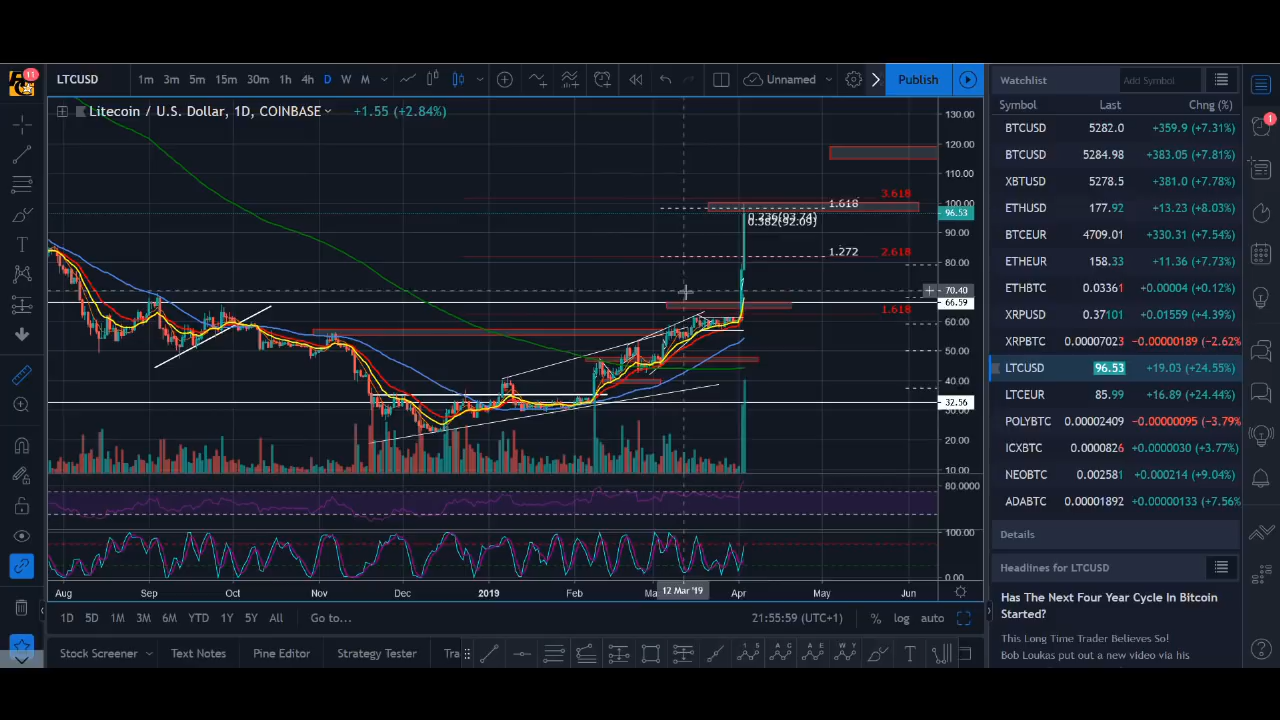 11
LTCUSD 1m 3m 5m 15m 30m 1h 4h D W M Unnamed Publish
Litecoin / U.S. Dollar, 1D, COINBASE +1.55 (+2.84%)
130.00
120.00
110.00
100.00
96.53
90.00
80.00
70.40
66.59
60.00
50.00
40.00
32.56
30.00
20.00
10.00
80.0000
100.00
0.00
3.618
1.618
0.382(92.09)
1.272 2.618
1.618
Aug Sep Oct Nov Dec 2019 Feb 12 Mar '19 Apr May Jun
1D 5D 1M 3M 6M YTD 1Y 5Y All Go to... 21:55:59 (UTC+1) % log auto
Stock Screener Text Notes Pine Editor Strategy Tester Tra
Watchlist Add Symbol
Symbol Last Chng (%)
BTCUSD 5282.0 +359.9 (+7.31%)
BTCUSD 5284.98 +383.05 (+7.81%)
XBTUSD 5278.5 +381.0 (+7.78%)
ETHUSD 177.92 +13.23 (+8.03%)
BTCEUR 4709.01 +330.31 (+7.54%)
ETHEUR 158.33 +11.36 (+7.73%)
ETHBTC 0.03361 +0.00004 (+0.12%)
XRPUSD 0.37101 +0.01559 (+4.39%)
XRPBTC 0.00007023 −0.00000189 (−2.62%)
LTCUSD 96.53 +19.03 (+24.55%)
LTCEUR 85.99 +16.89 (+24.44%)
POLYBTC 0.00002409 −0.00000095 (−3.79%)
ICXBTC 0.0000826 +0.0000030 (+3.77%)
NEOBTC 0.002581 +0.000214 (+9.04%)
ADABTC 0.00001892 +0.00000133 (+7.56%)
Details
Headlines for LTCUSD
Has The Next Four Year Cycle In Bitcoin
Started?
This Long Time Trader Believes So!
Bob Loukas put out a new video via his
1